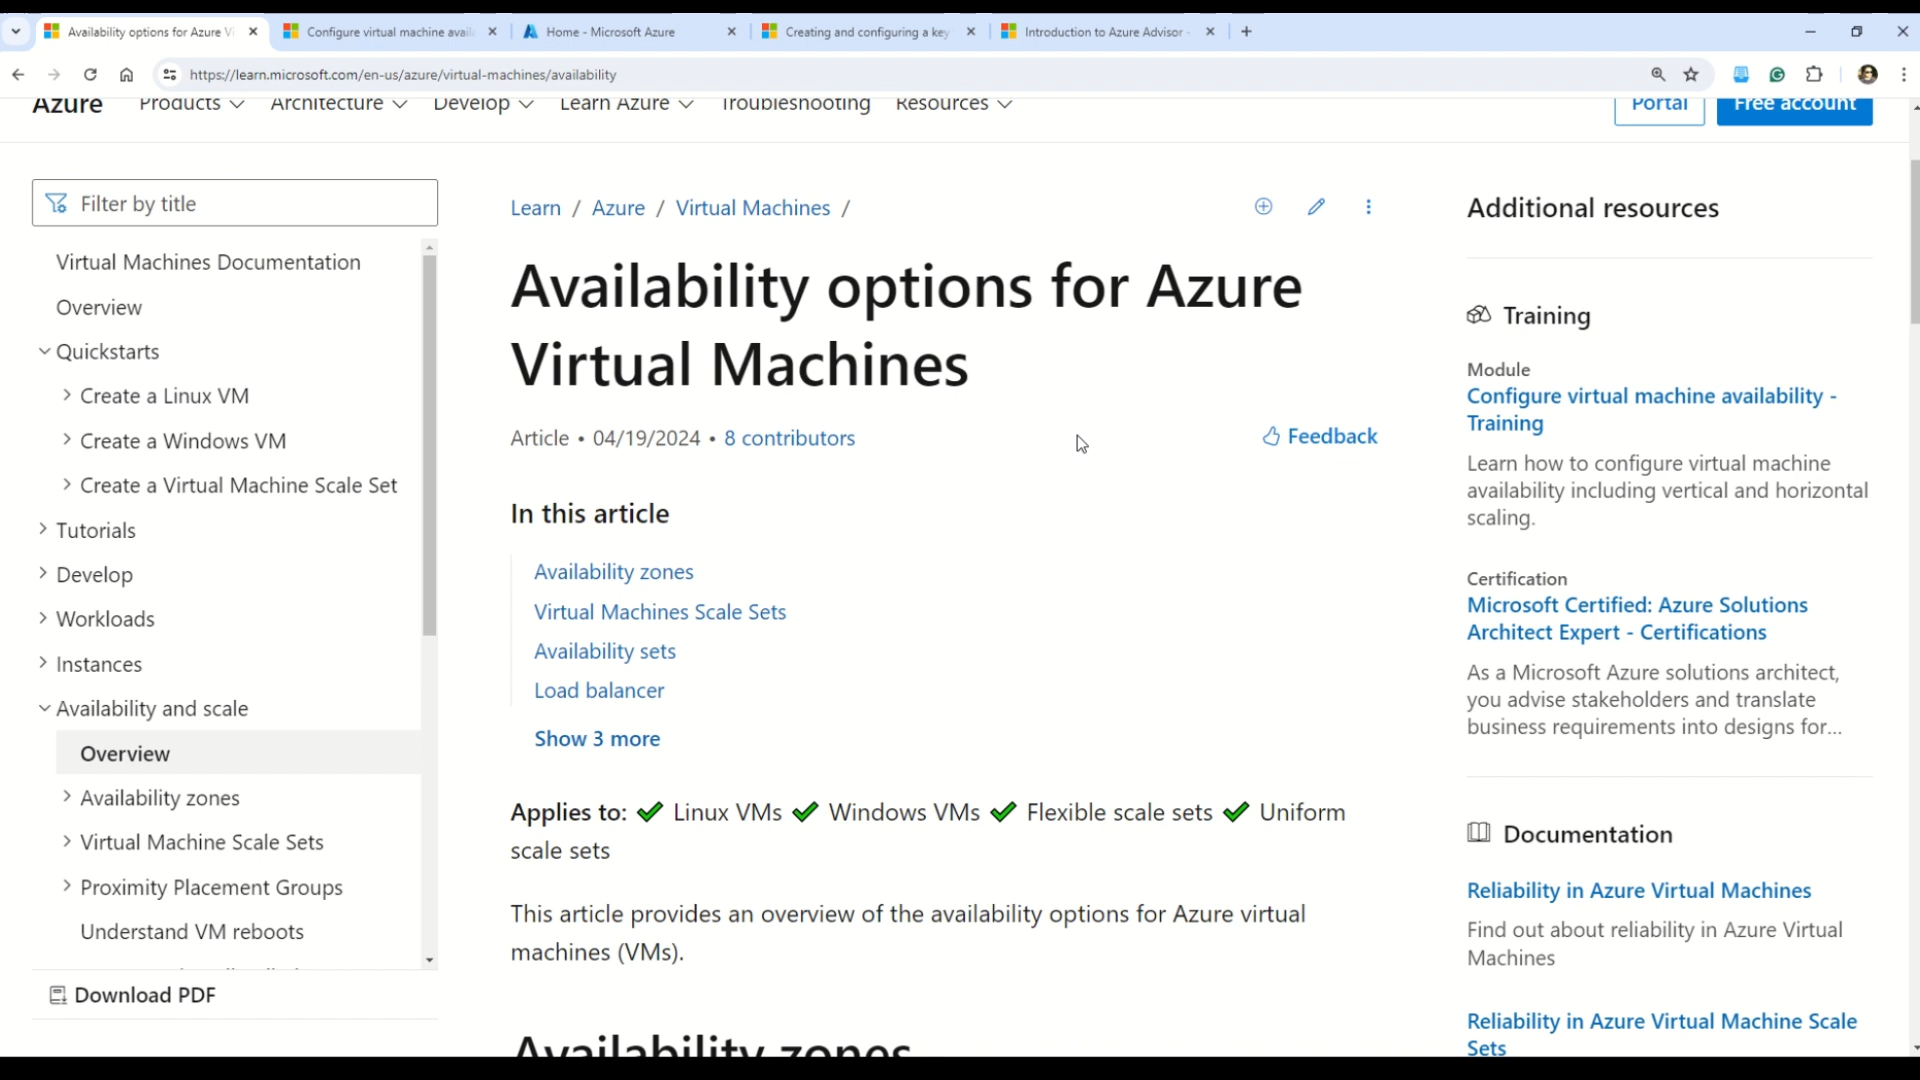 Availability options for Azure Vi
Configure virtual machine avail
Home - Microsoft Azure
Creating and configuring a key
Introduction to Azure Advisor -
https://learn.microsoft.com/en-us/azure/virtual-machines/availability
Azure
Products
Architecture
Develop
Learn Azure
Troubleshooting
Resources
Portal
Free account
Filter by title
Virtual Machines Documentation
Overview
Quickstarts
Create a Linux VM
Create a Windows VM
Create a Virtual Machine Scale Set
Tutorials
Develop
Workloads
Instances
Availability and scale
Overview
Availability zones
Virtual Machine Scale Sets
Proximity Placement Groups
Understand VM reboots
Download PDF
Learn / Azure / Virtual Machines /
Availability options for Azure
Virtual Machines
Article • 04/19/2024 • 8 contributors
Feedback
In this article
Availability zones
Virtual Machines Scale Sets
Availability sets
Load balancer
Show 3 more
Applies to: ✔ Linux VMs ✔ Windows VMs ✔ Flexible scale sets ✔ Uniform
scale sets
This article provides an overview of the availability options for Azure virtual
machines (VMs).
Availability zones
Additional resources
Training
Module
Configure virtual machine availability -
Training
Learn how to configure virtual machine
availability including vertical and horizontal
scaling.
Certification
Microsoft Certified: Azure Solutions
Architect Expert - Certifications
As a Microsoft Azure solutions architect,
you advise stakeholders and translate
business requirements into designs for...
Documentation
Reliability in Azure Virtual Machines
Find out about reliability in Azure Virtual
Machines
Reliability in Azure Virtual Machine Scale
Sets